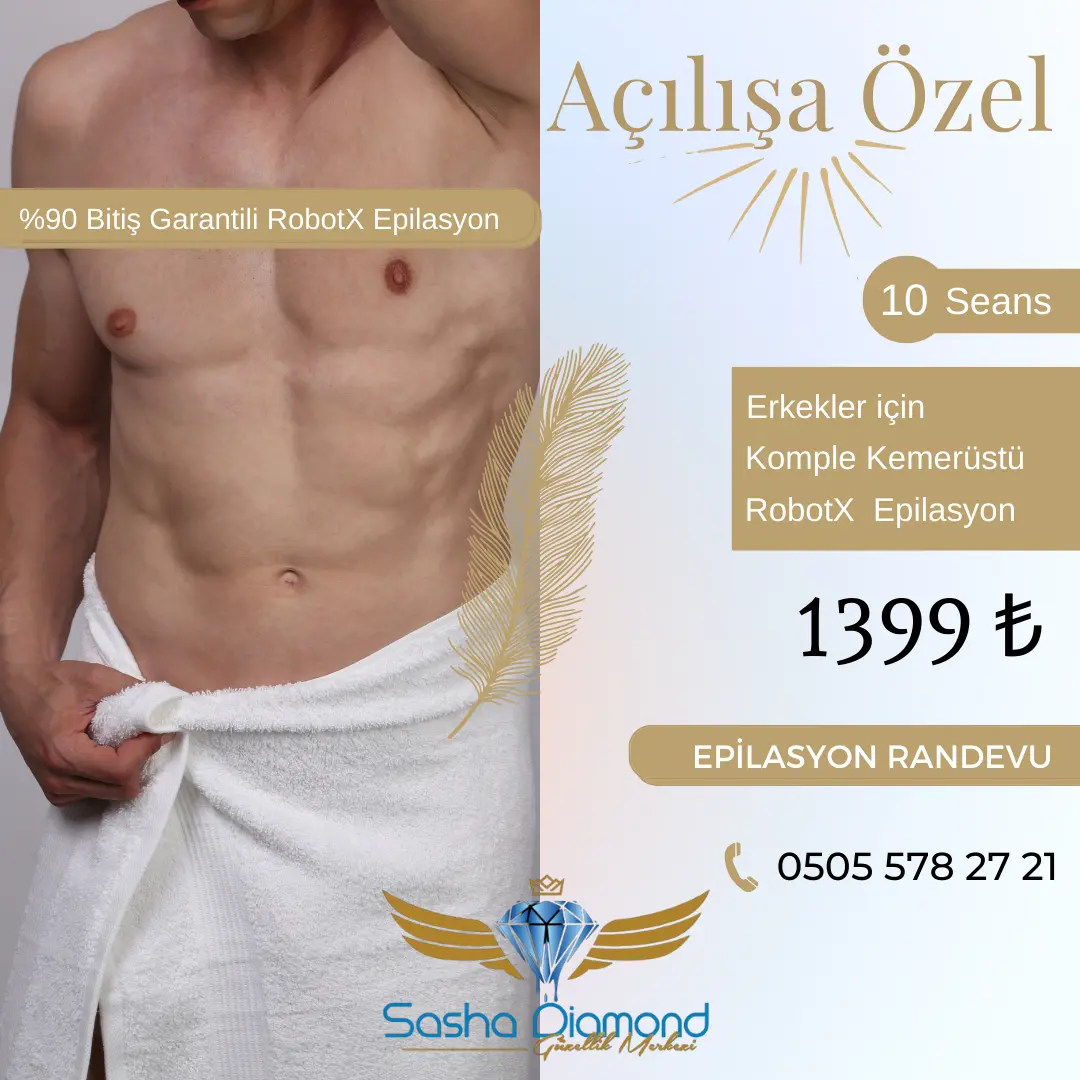 Açılışa Özel
%90 Bitiş Garantili RobotX Epilasyon
10 Seans
Erkekler için
Komple Kemerüstü
RobotX Epilasyon
1399 ₺
EPİLASYON RANDEVU
0505 578 27 21
Sasha Diamond
Güzellik Merkezi